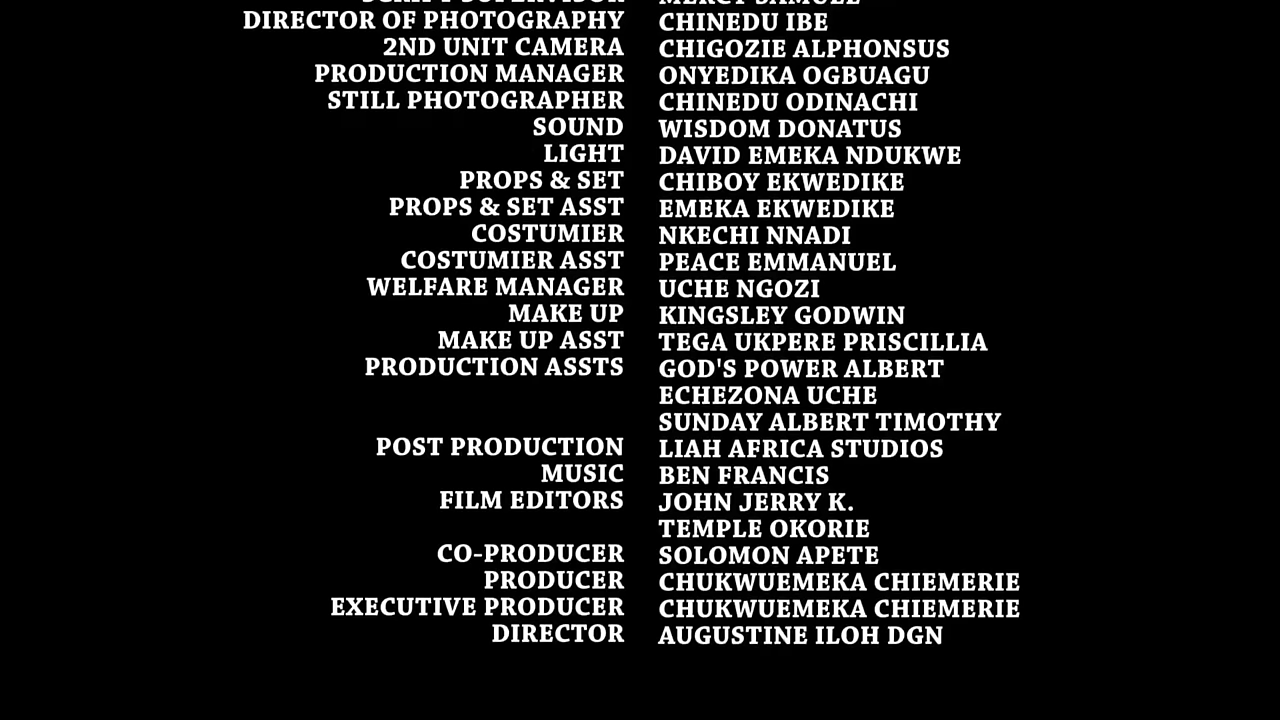 SCRIPT SUPERVISOR MERCY SAMUEL
DIRECTOR OF PHOTOGRAPHY CHINEDU IBE
2ND UNIT CAMERA CHIGOZIE ALPHONSUS
PRODUCTION MANAGER ONYEDIKA OGBUAGU
STILL PHOTOGRAPHER CHINEDU ODINACHI
SOUND WISDOM DONATUS
LIGHT DAVID EMEKA NDUKWE
PROPS & SET CHIBOY EKWEDIKE
PROPS & SET ASST EMEKA EKWEDIKE
COSTUMIER NKECHI NNADI
COSTUMIER ASST PEACE EMMANUEL
WELFARE MANAGER UCHE NGOZI
MAKE UP KINGSLEY GODWIN
MAKE UP ASST TEGA UKPERE PRISCILLIA
PRODUCTION ASSTS GOD'S POWER ALBERT
ECHEZONA UCHE
SUNDAY ALBERT TIMOTHY
POST PRODUCTION LIAH AFRICA STUDIOS
MUSIC BEN FRANCIS
FILM EDITORS JOHN JERRY K.
TEMPLE OKORIE
CO-PRODUCER SOLOMON APETE
PRODUCER CHUKWUEMEKA CHIEMERIE
EXECUTIVE PRODUCER CHUKWUEMEKA CHIEMERIE
DIRECTOR AUGUSTINE ILOH DGN